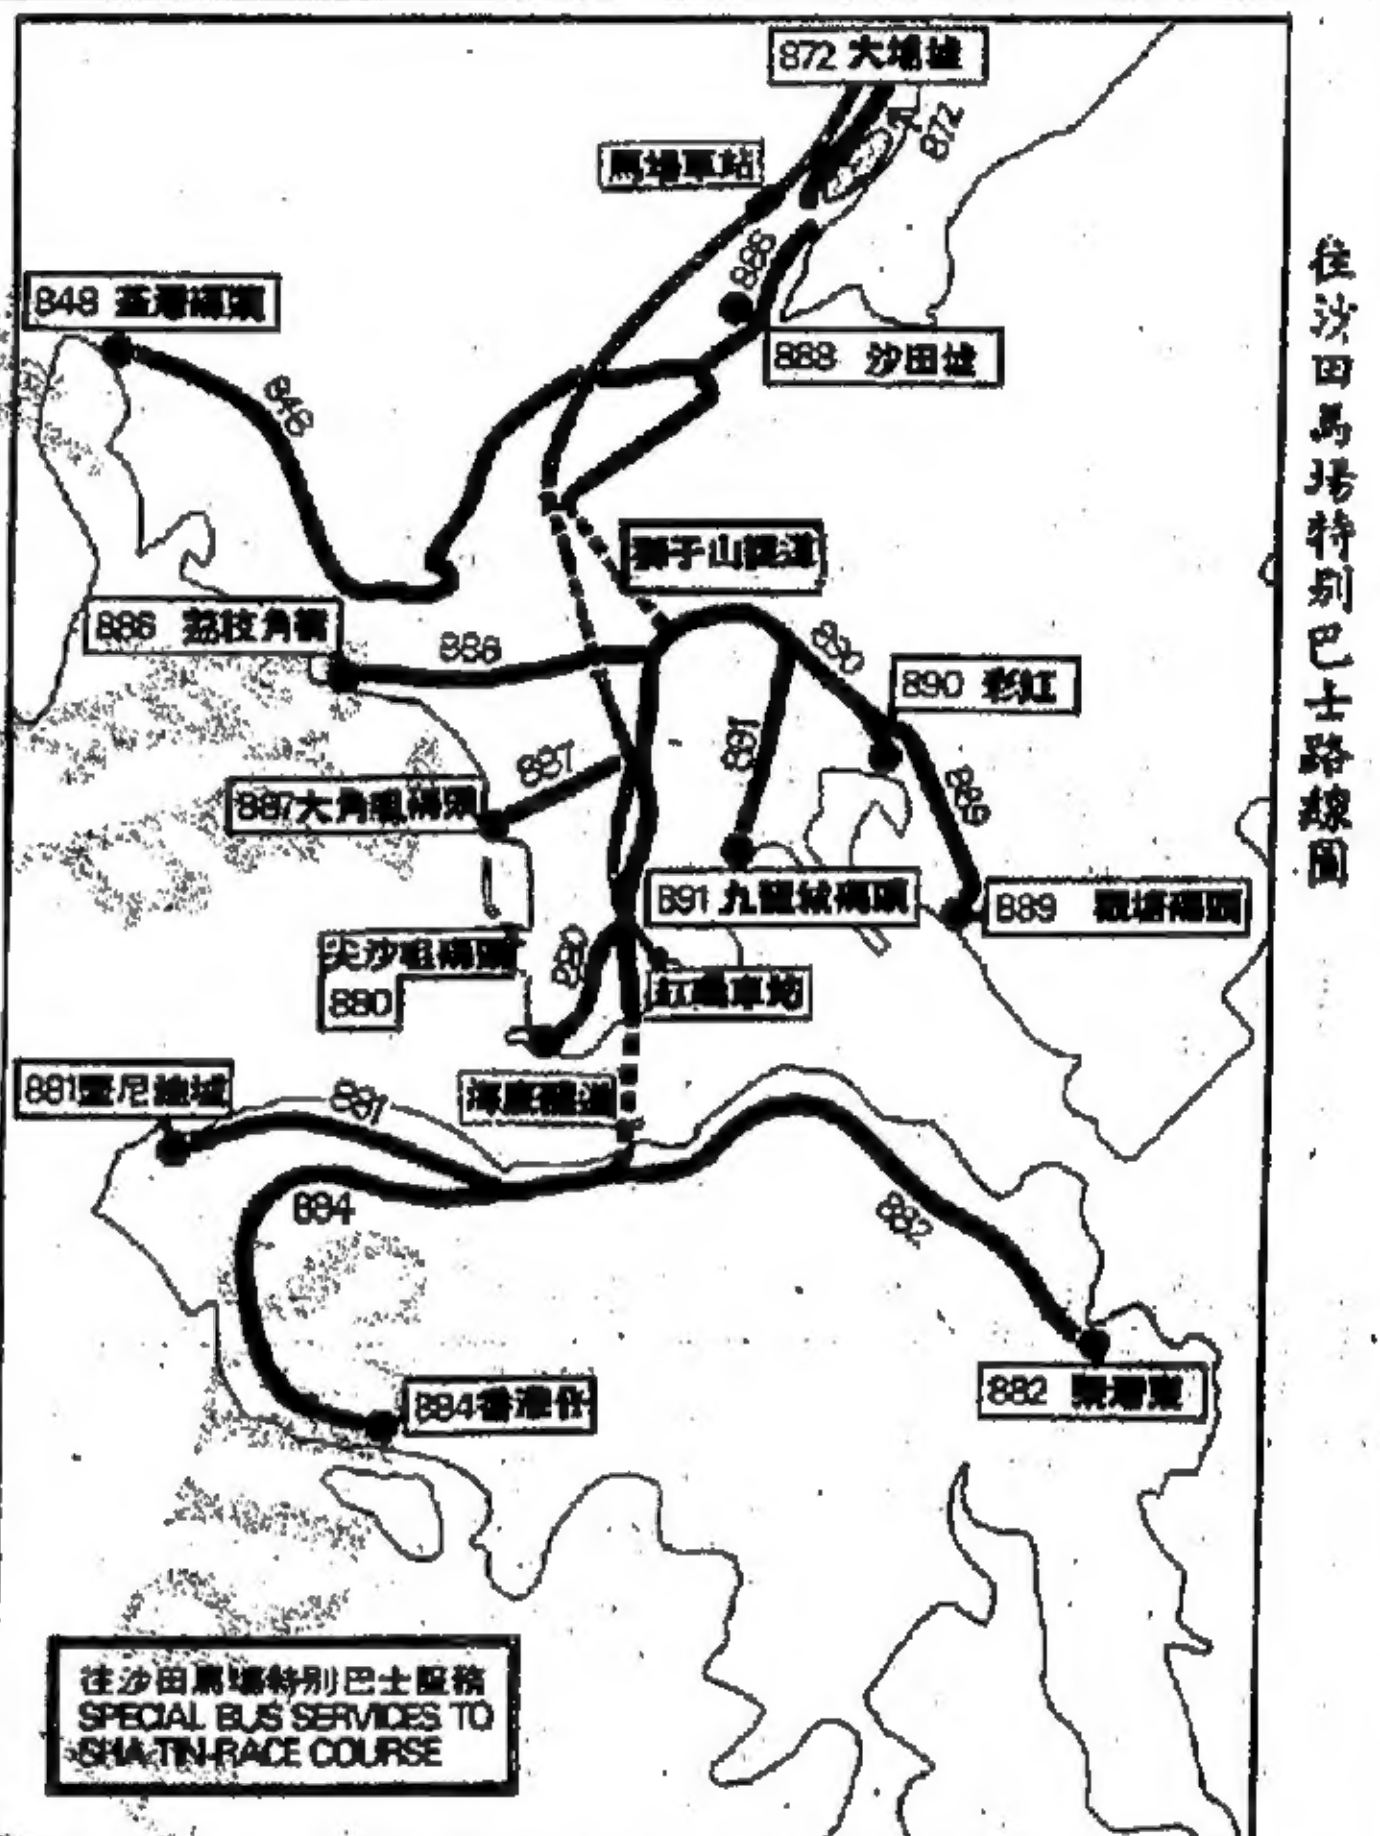 872 大埔墟
872
馬場車站
888
848 荃灣碼頭
888 沙田墟
848
獅子山隧道
886 荔枝角橋
886
890
890 彩虹
891
887
889
887大角咀碼頭
891 九龍城碼頭
889 觀塘碼頭
尖沙咀碼頭
880
880
紅磡車站
881堅尼地城
881
海底隧道
884
882
884香港仔
882 柴灣東
往沙田馬場特別巴士服務
SPECIAL BUS SERVICES TO
SHA TIN RACE COURSE
往沙田馬場特別巴士路線圖